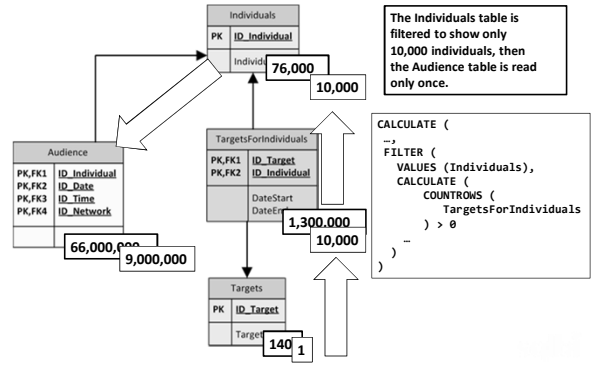 Individuals
PK ID_Individual
76,000
10,000
The Individuals table is
filtered to show only
10,000 individuals, then
the Audience table is read
only once.
Audience
PK,FK1 ID_Individual
PK,FK2 ID_Date
PK,FK3 ID_Time
PK,FK4 ID_Network
66,000,000
9,000,000
TargetsForIndividuals
PK,FK1 ID_Target
PK,FK2 ID_Individual
DateStart
1,300.000
10,000
Targets
PK ID_Target
Target
140
1
CALCULATE (
…,
FILTER (
VALUES (Individuals),
CALCULATE (
COUNTROWS (
TargetsForIndividuals
) > 0
…
)
)